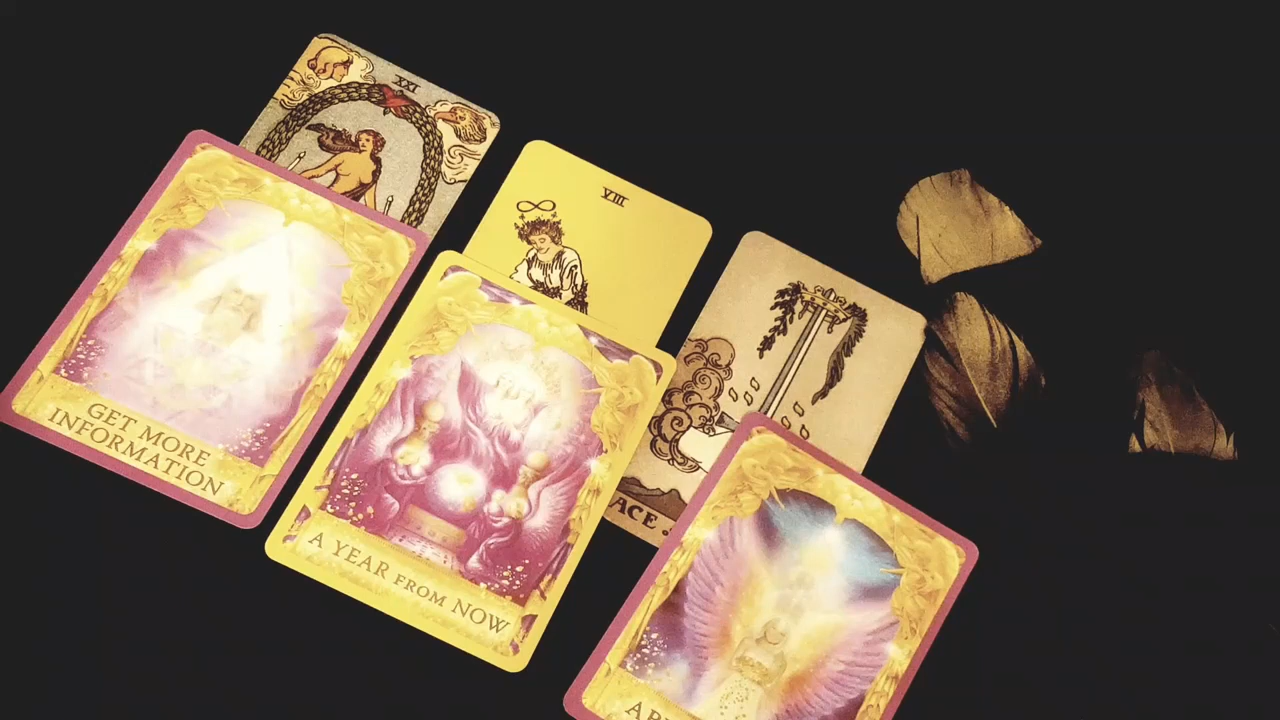 XXI
VIII
ACE
GET MORE
INFORMATION
A YEAR FROM NOW